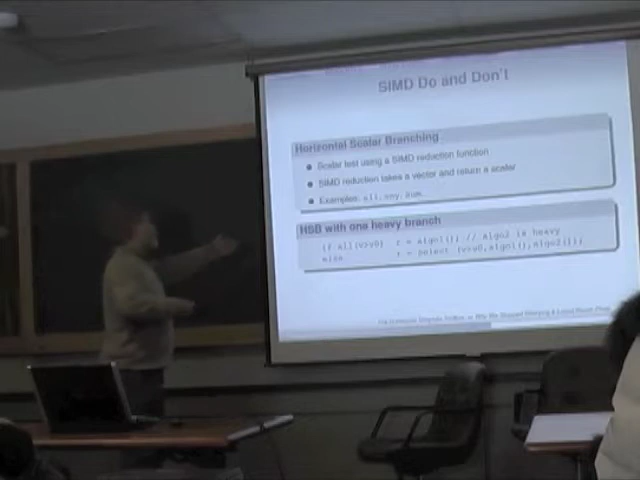 SIMD Do and Don't
Horizontal Scalar Branching
Scalar test using a SIMD reduction function
SIMD reduction takes a vector and return a scalar
Examples: all, any, sum.
HSB with one heavy branch
if all(v>v0) r = algo1(); // Algo2 is heavy
else r = select (v>v0,algo1(),algo2());